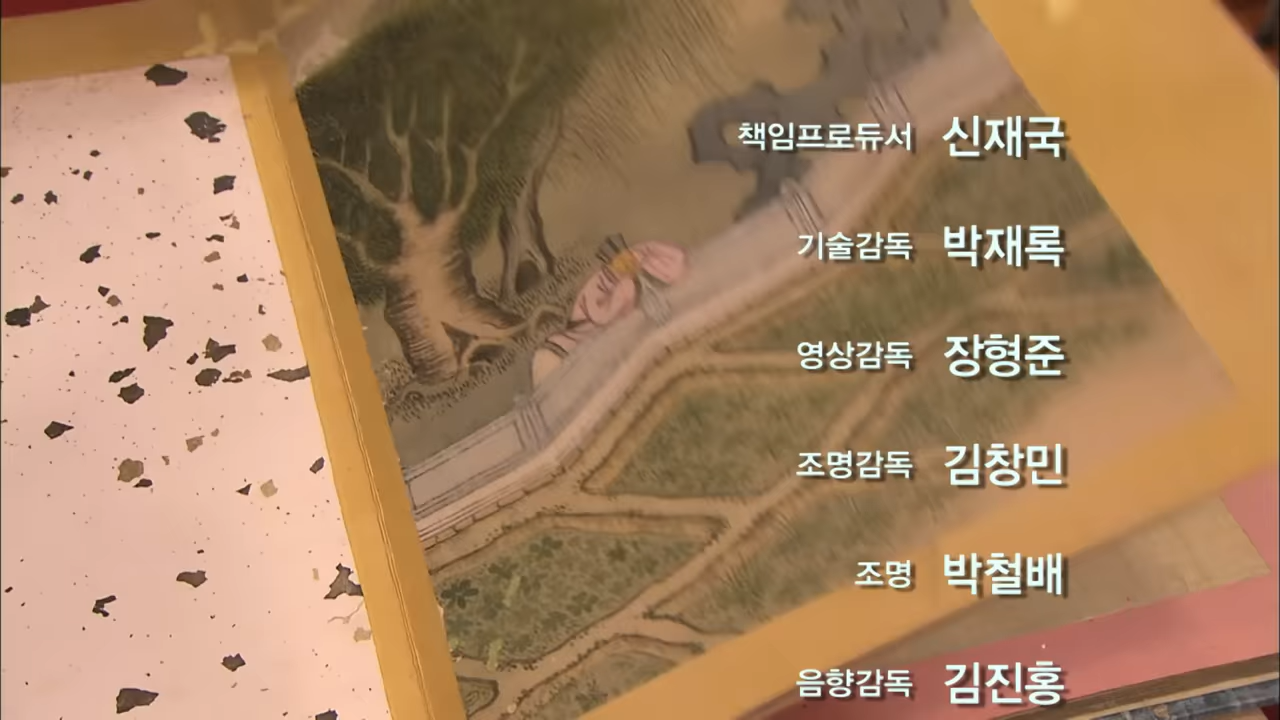 책임프로듀서 신재국
기술감독 박재록
영상감독 장형준
조명감독 김창민
조명 박철배
음향감독 김진홍